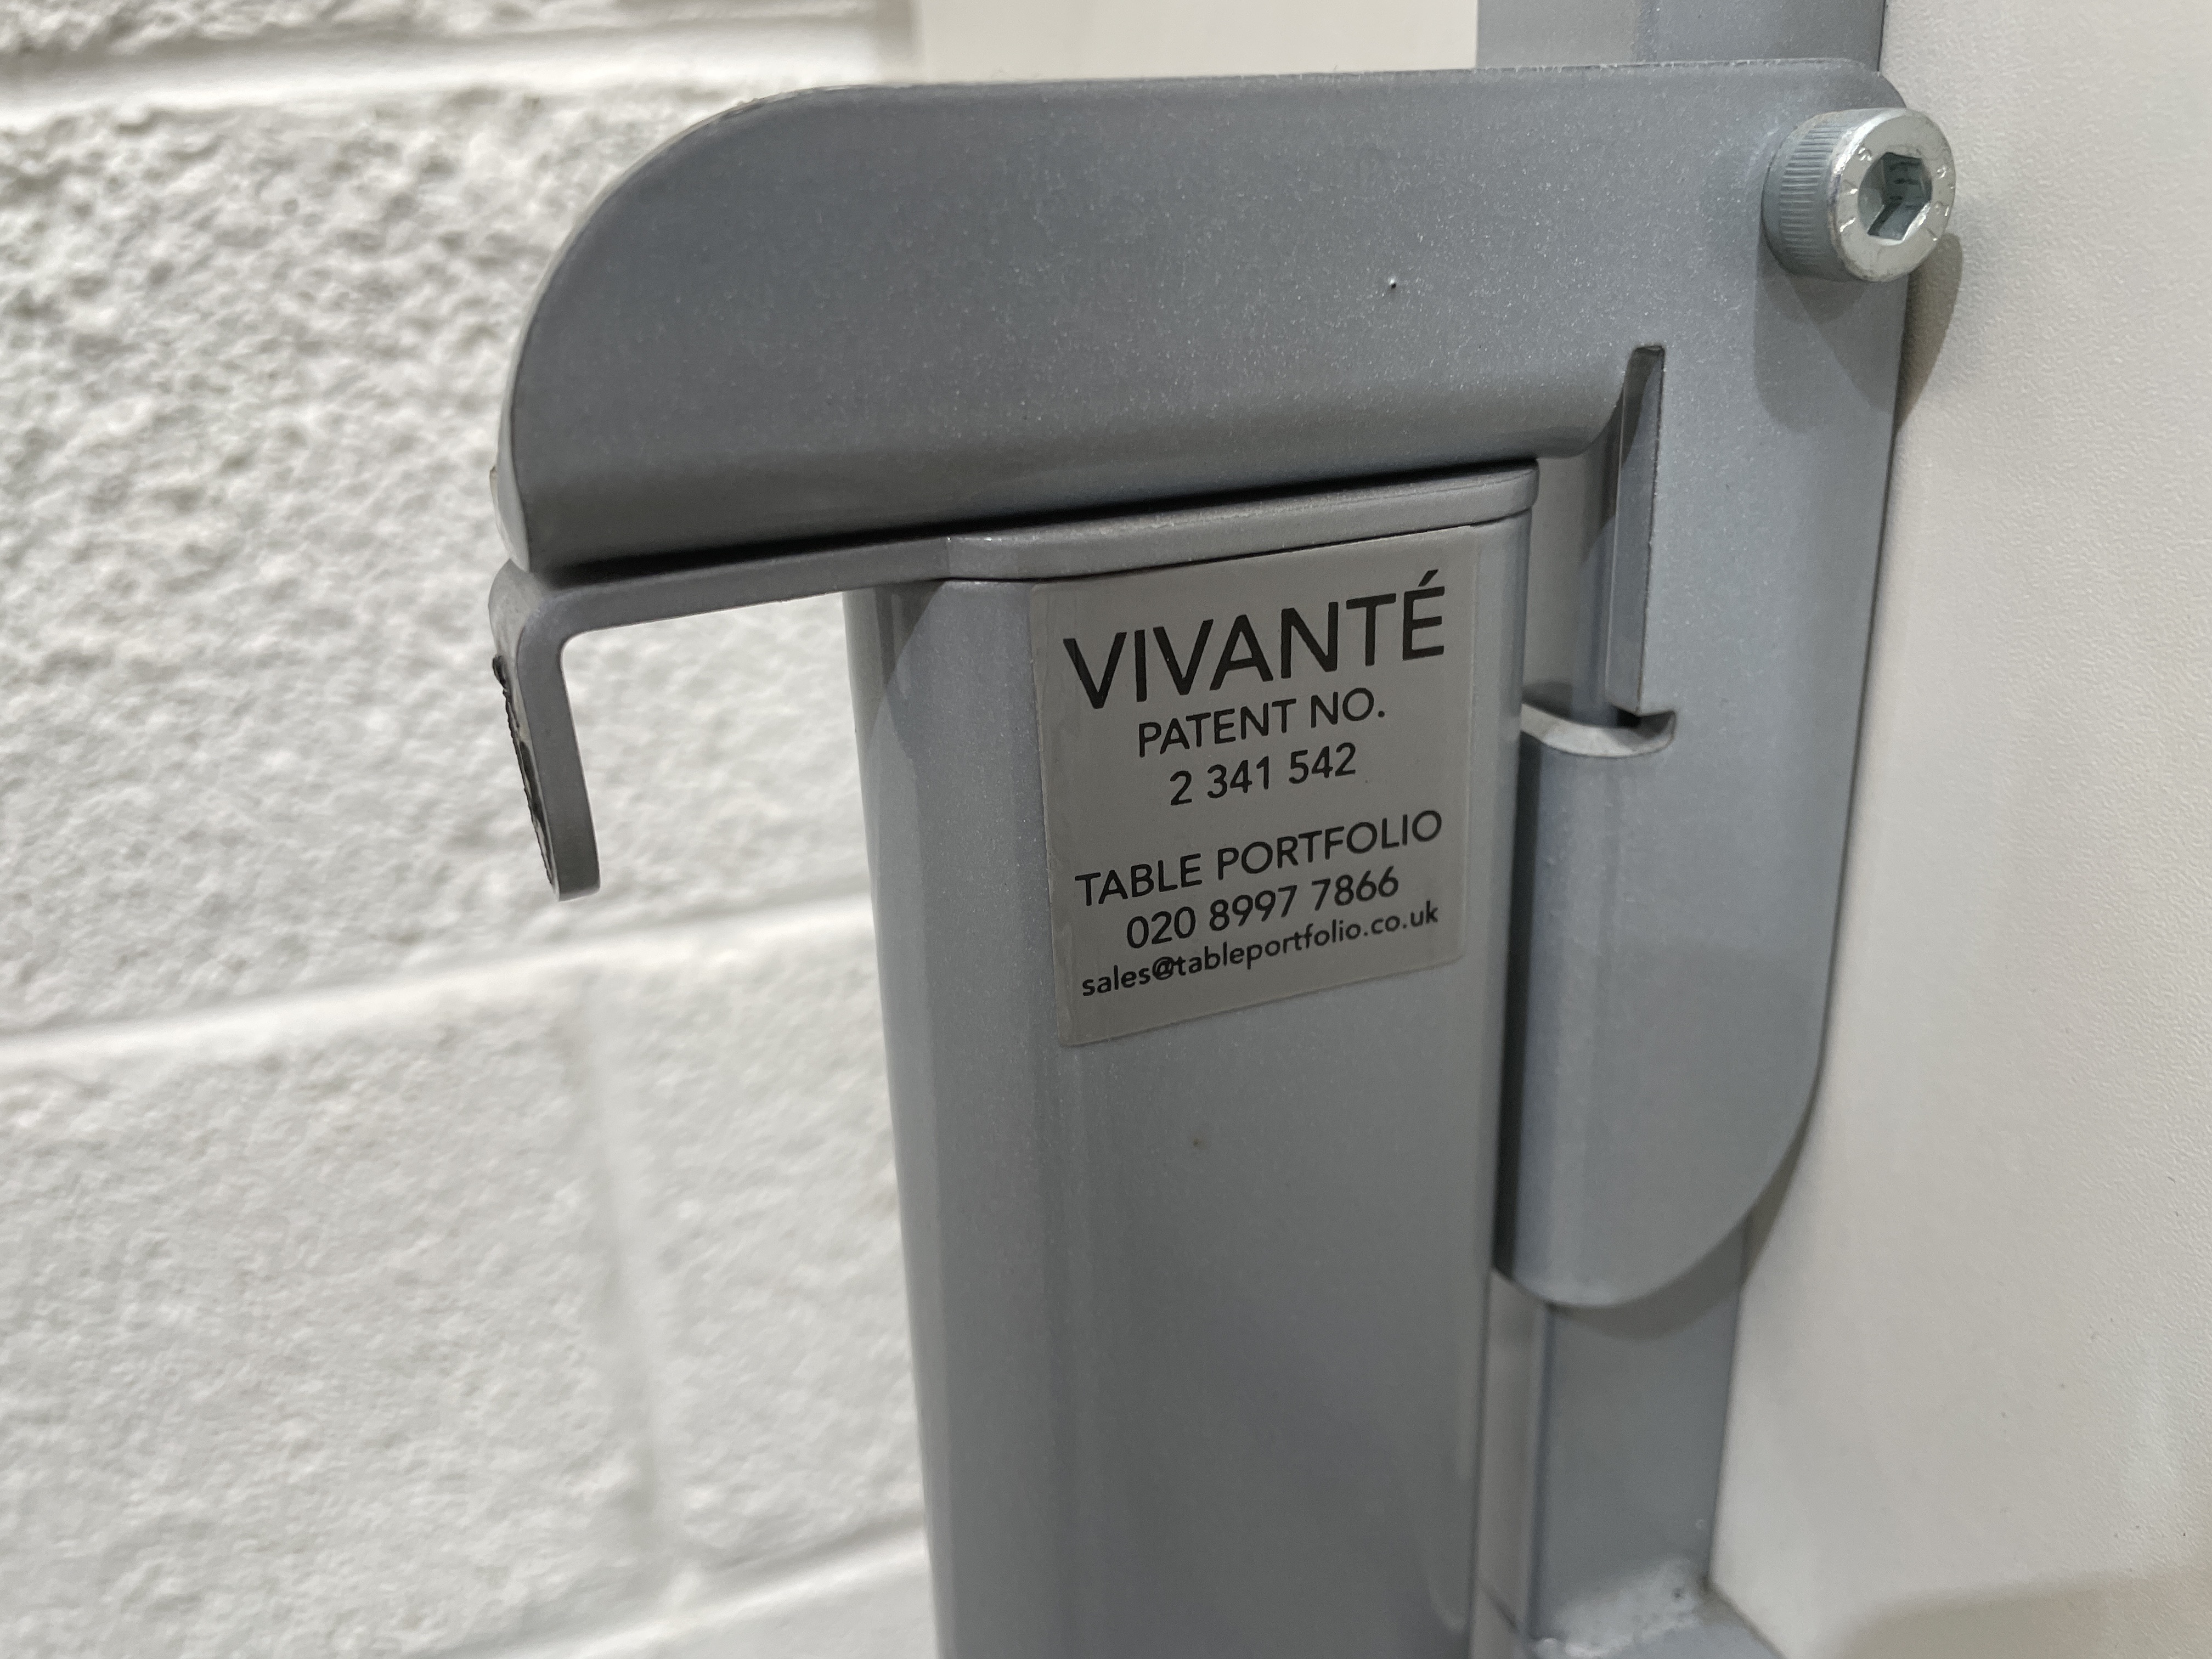 VIVANTÉ
PATENT NO.
2 341 542
TABLE PORTFOLIO
020 8997 7866
sales@tableportfolio.co.uk